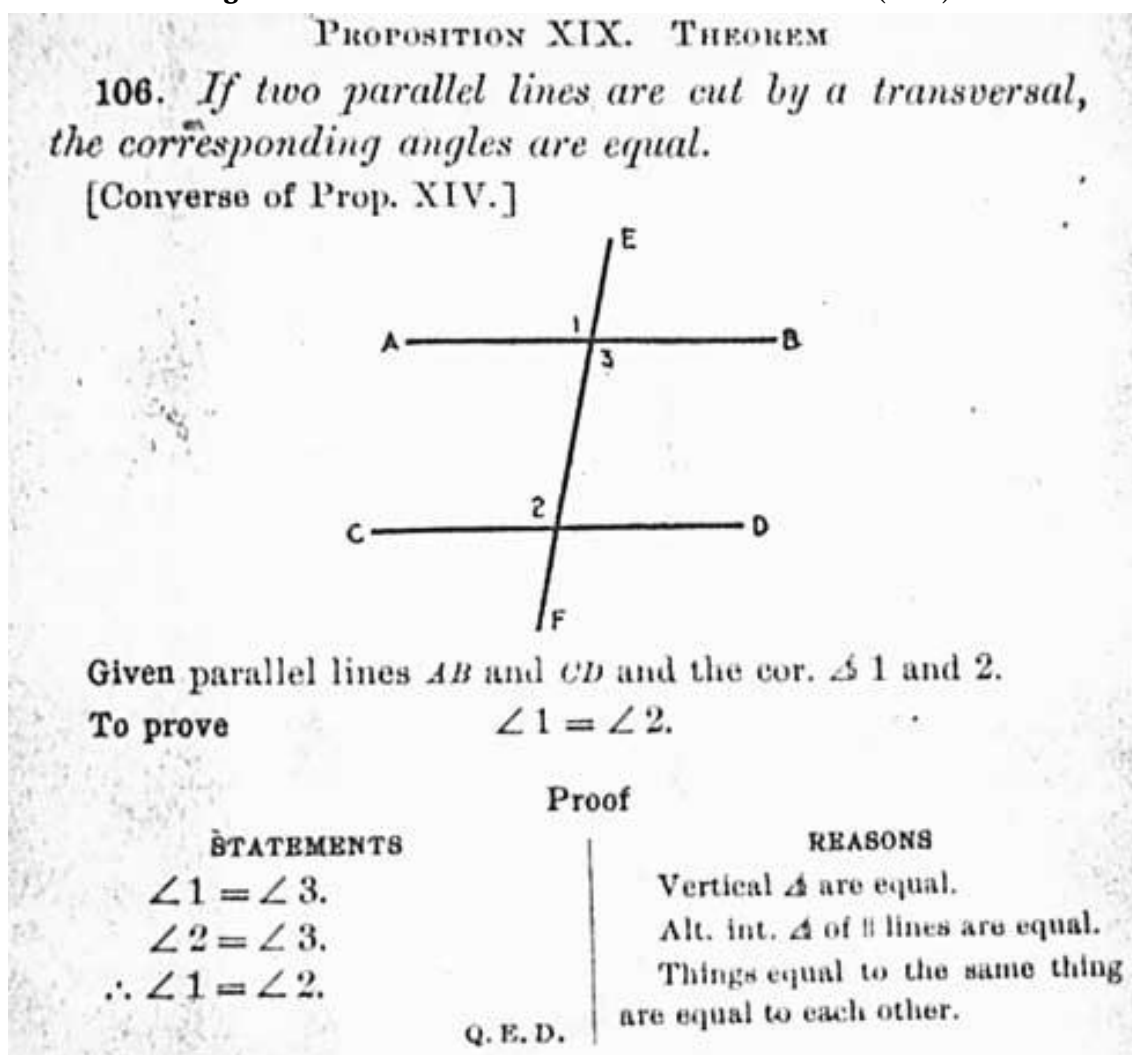 PROPOSITION XIX. THEOREM
106. If two parallel lines are cut by a transversal,
the corresponding angles are equal.
[Converse of Prop. XIV.]
E
1
A
B
3
2
C
D
F
Given parallel lines AB and CD and the cor. ⦞ 1 and 2.
To prove ∠1 = ∠2.
Proof
STATEMENTS
∠1 = ∠3.
∠2 = ∠3.
∴ ∠1 = ∠2.
Q. E. D.
REASONS
Vertical ⦞ are equal.
Alt. int. ⦞ of ∥ lines are equal.
Things equal to the same thing
are equal to each other.